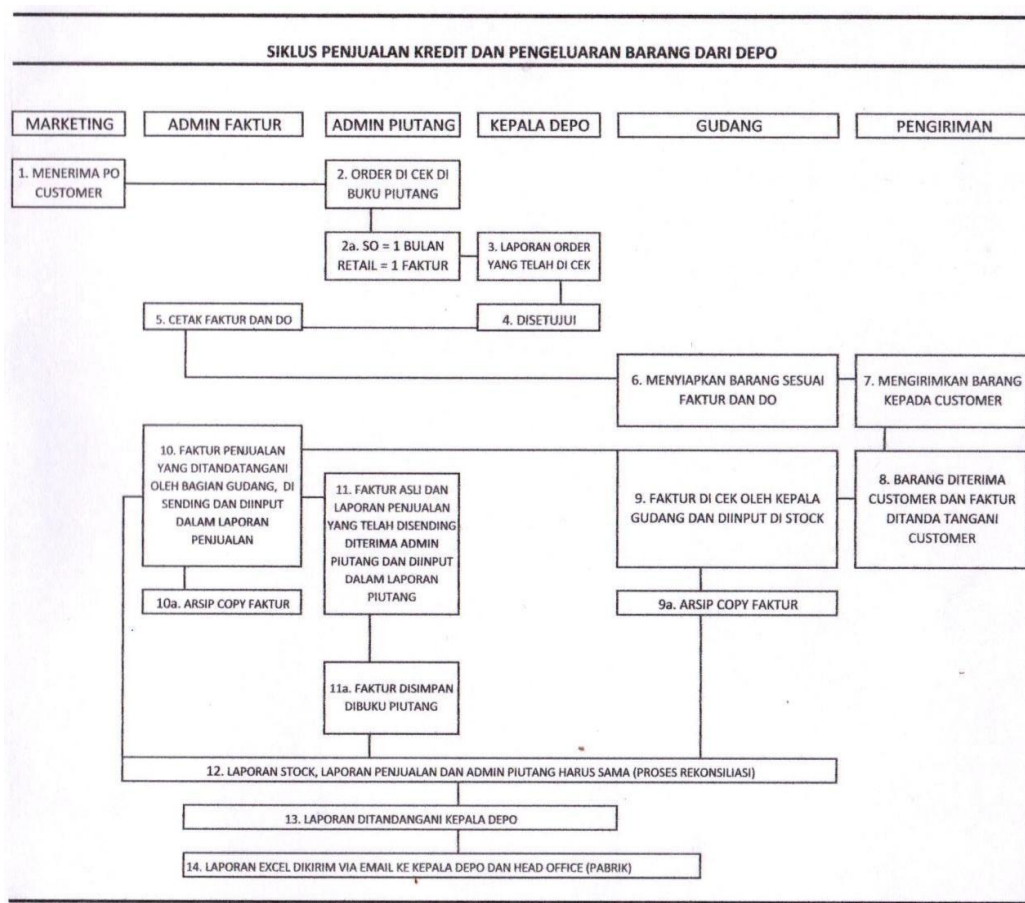 SIKLUS PENJUALAN KREDIT DAN PENGELUARAN BARANG DARI DEPO
MARKETING
ADMIN FAKTUR
ADMIN PIUTANG
KEPALA DEPO
GUDANG
PENGIRIMAN
1. MENERIMA PO
CUSTOMER
2. ORDER DI CEK DI
BUKU PIUTANG
2a. SO = 1 BULAN
RETAIL = 1 FAKTUR
3. LAPORAN ORDER
YANG TELAH DI CEK
5. CETAK FAKTUR DAN DO
4. DISETUJUI
6. MENYIAPKAN BARANG SESUAI
FAKTUR DAN DO
7. MENGIRIMKAN BARANG
KEPADA CUSTOMER
10. FAKTUR PENJUALAN
YANG DITANDATANGANI
OLEH BAGIAN GUDANG, DI
SENDING DAN DIINPUT
DALAM LAPORAN
PENJUALAN
11. FAKTUR ASLI DAN
LAPORAN PENJUALAN
YANG TELAH DISENDING
DITERIMA ADMIN
PIUTANG DAN DIINPUT
DALAM LAPORAN
PIUTANG
9. FAKTUR DI CEK OLEH KEPALA
GUDANG DAN DIINPUT DI STOCK
8. BARANG DITERIMA
CUSTOMER DAN FAKTUR
DITANDA TANGANI
CUSTOMER
10a. ARSIP COPY FAKTUR
9a. ARSIP COPY FAKTUR
11a. FAKTUR DISIMPAN
DIBUKU PIUTANG
12. LAPORAN STOCK, LAPORAN PENJUALAN DAN ADMIN PIUTANG HARUS SAMA (PROSES REKONSILIASI)
13. LAPORAN DITANDANGANI KEPALA DEPO
14. LAPORAN EXCEL DIKIRIM VIA EMAIL KE KEPALA DEPO DAN HEAD OFFICE (PABRIK)